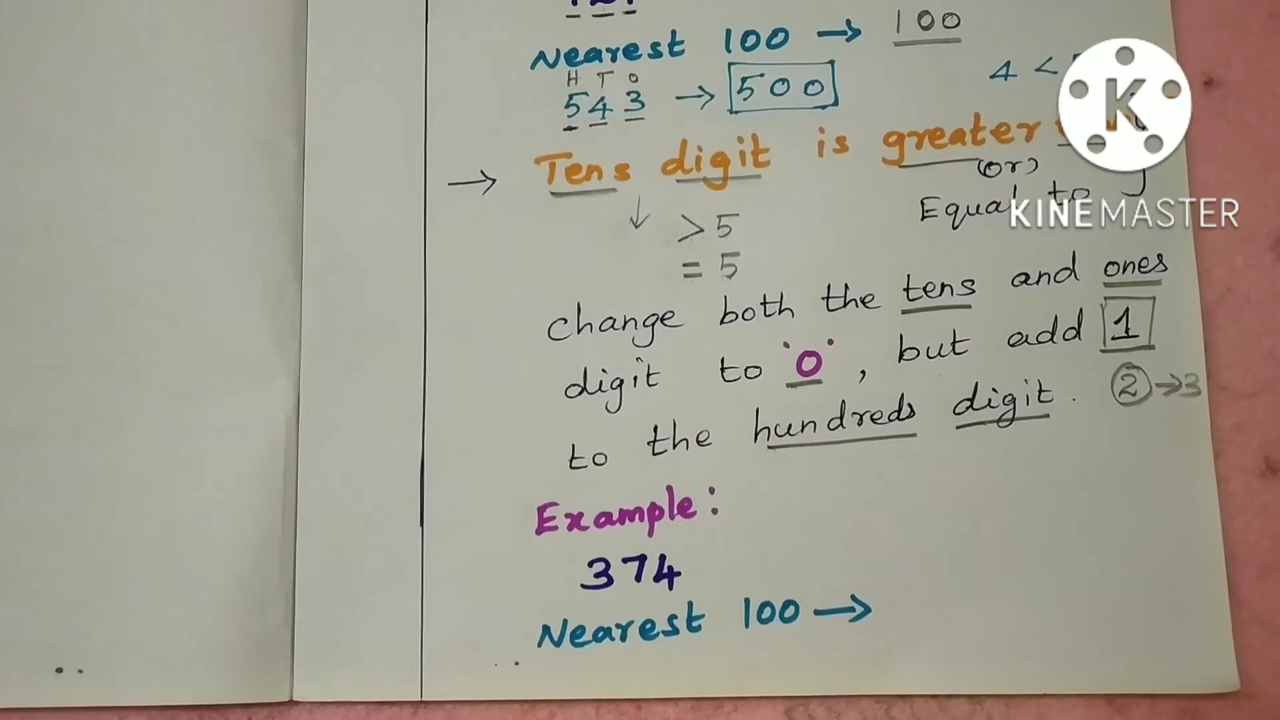 Nearest 100 → 100
H T O
543 → 500
4 <
→ Tens digit is greater
(or)
Equal to
↓ > 5
= 5
change both the tens and ones
digit to '0', but add 1
to the hundreds digit. 2→3
Example:
374
Nearest 100 →
K
KINEMASTER